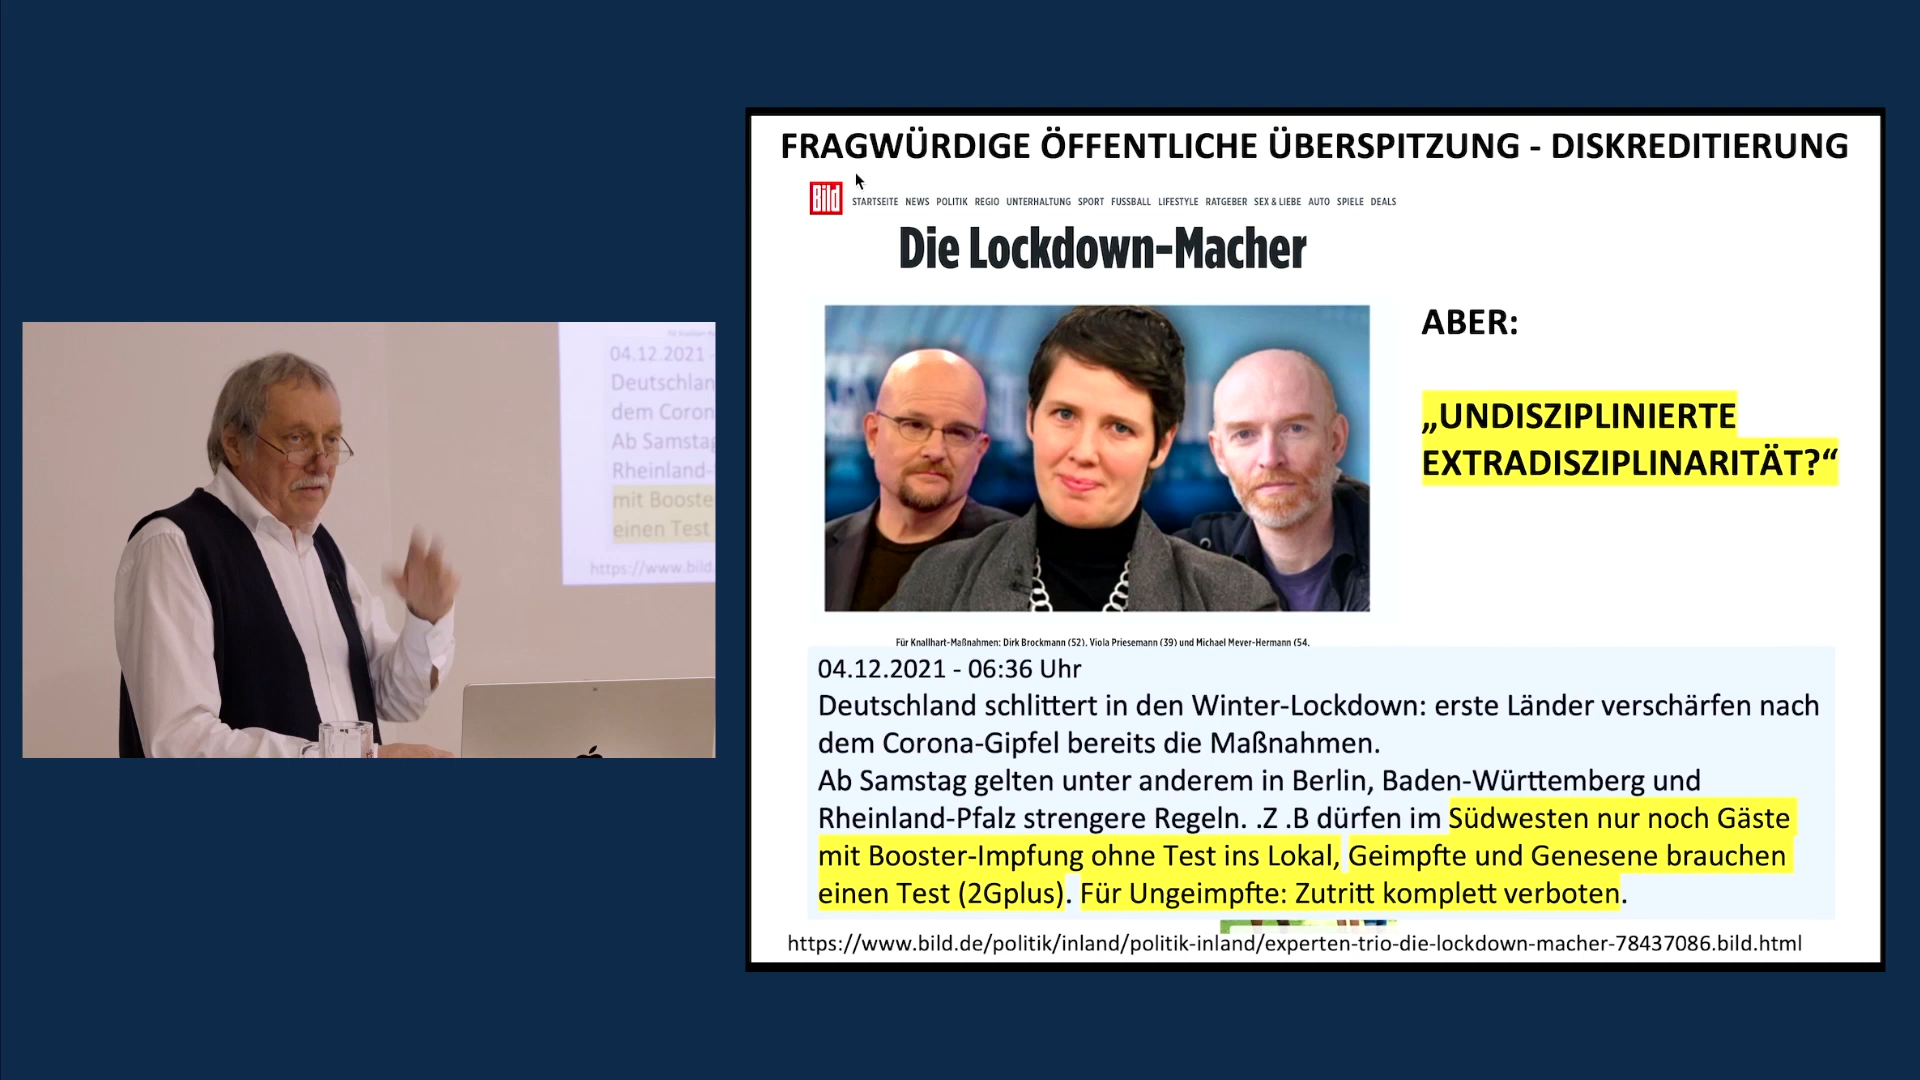 04.12.2021 -
Deutschlan
dem Coron
Ab Samstag
Rheinland-
mit Booste
einen Test
https://www.bild.
FRAGWÜRDIGE ÖFFENTLICHE ÜBERSPITZUNG - DISKREDITIERUNG
Bild STARTSEITE NEWS POLITIK REGIO UNTERHALTUNG SPORT FUSSBALL LIFESTYLE RATGEBER SEX & LIEBE AUTO SPIELE DEALS
Die Lockdown-Macher
ABER:
„UNDISZIPLINIERTE
EXTRADISZIPLINARITÄT?“
Für Knallhart-Maßnahmen: Dirk Brockmann (52), Viola Priesemann (39) und Michael Meyer-Hermann (54,
04.12.2021 - 06:36 Uhr
Deutschland schlittert in den Winter-Lockdown: erste Länder verschärfen nach
dem Corona-Gipfel bereits die Maßnahmen.
Ab Samstag gelten unter anderem in Berlin, Baden-Württemberg und
Rheinland-Pfalz strengere Regeln. .Z .B dürfen im Südwesten nur noch Gäste
mit Booster-Impfung ohne Test ins Lokal, Geimpfte und Genesene brauchen
einen Test (2Gplus). Für Ungeimpfte: Zutritt komplett verboten.
https://www.bild.de/politik/inland/politik-inland/experten-trio-die-lockdown-macher-78437086.bild.html